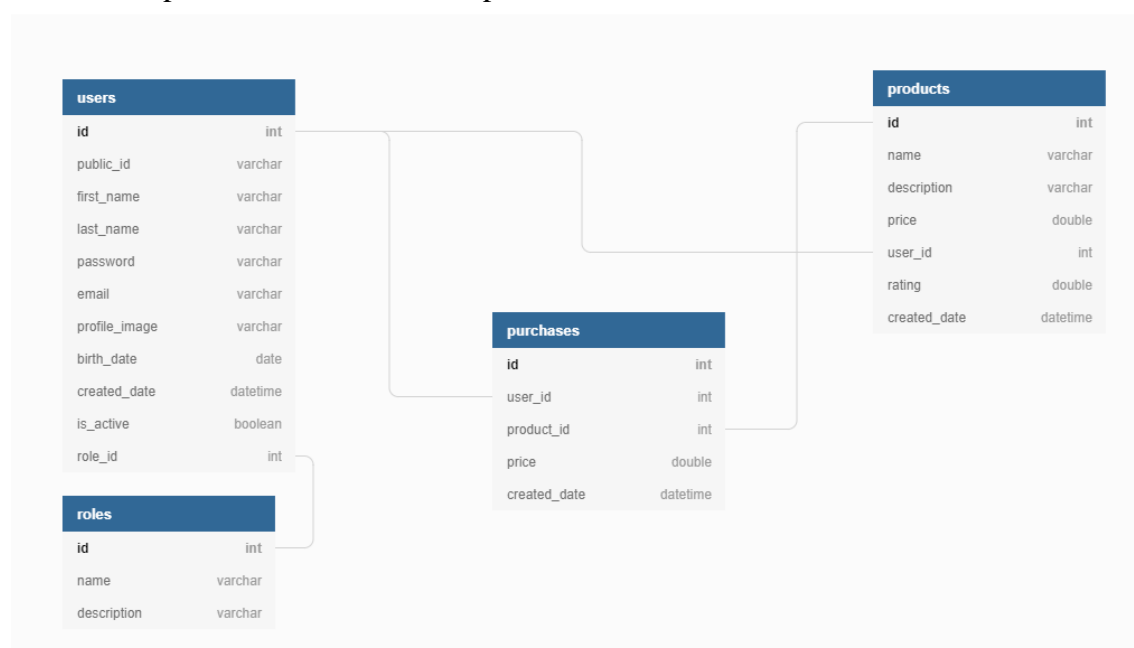 users
id int
public_id varchar
first_name varchar
last_name varchar
password varchar
email varchar
profile_image varchar
birth_date date
created_date datetime
is_active boolean
role_id int
roles
id int
name varchar
description varchar
purchases
id int
user_id int
product_id int
price double
created_date datetime
products
id int
name varchar
description varchar
price double
user_id int
rating double
created_date datetime